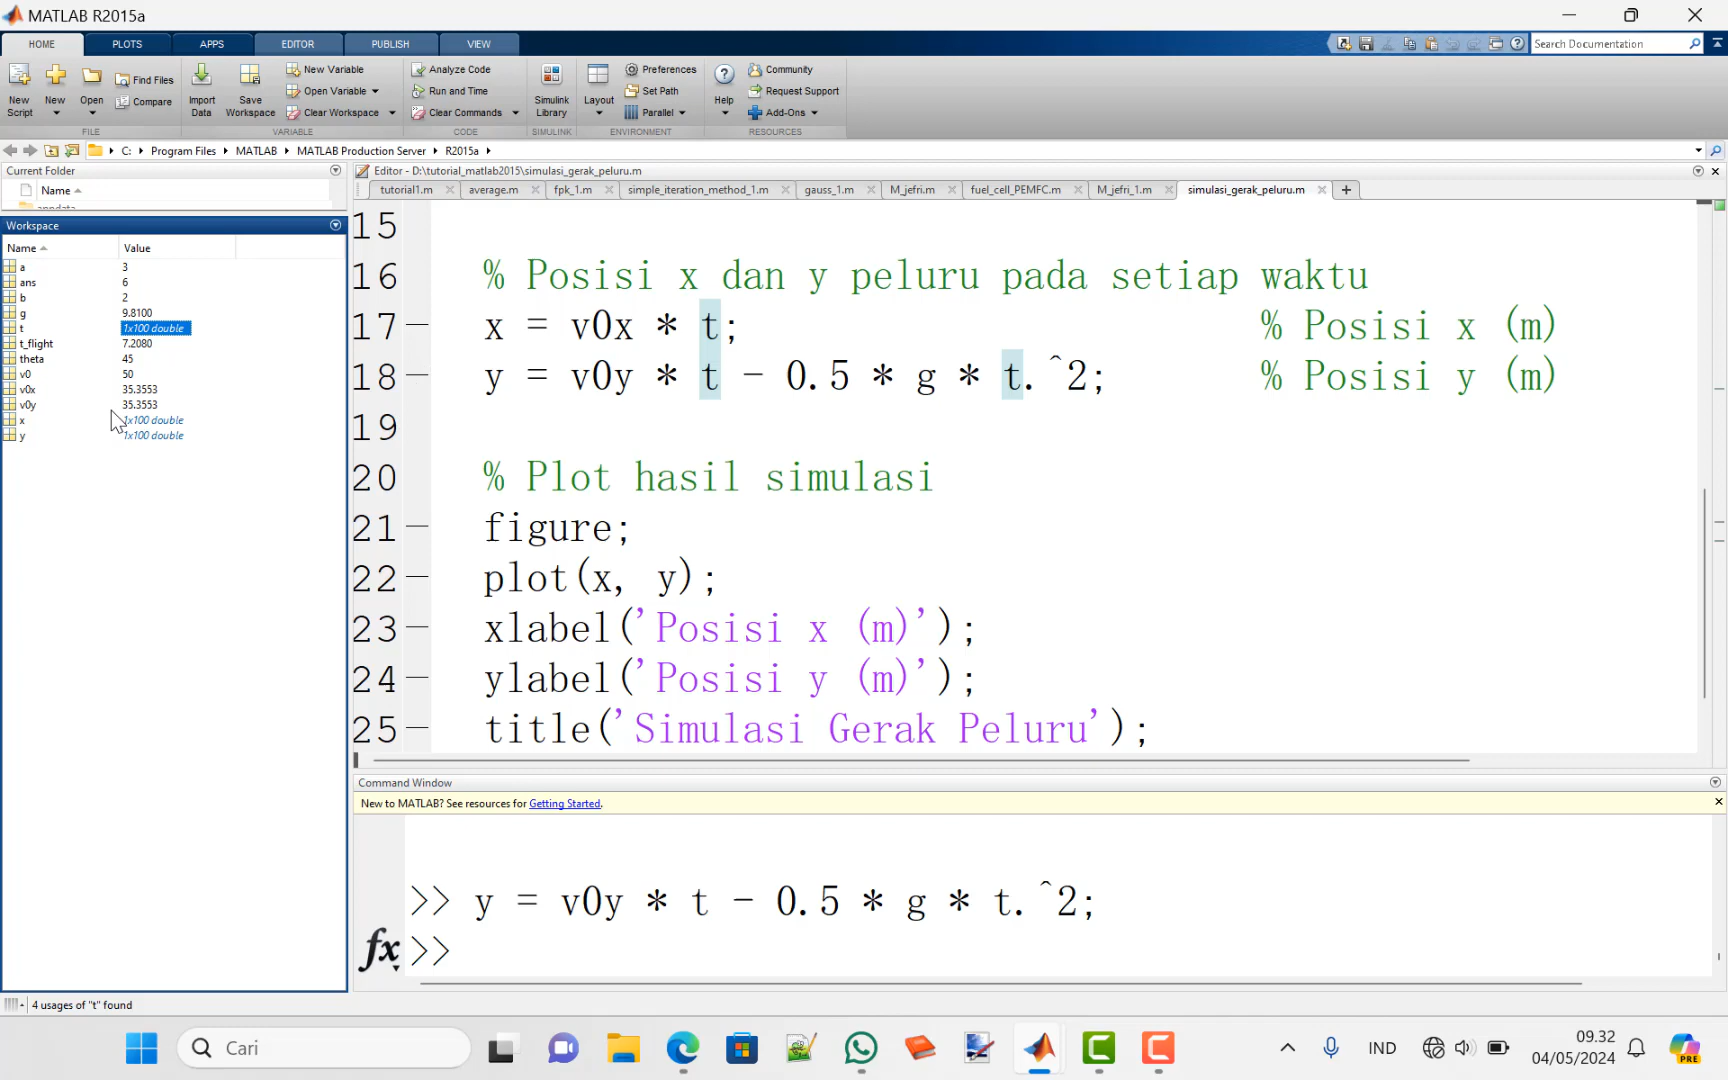 MATLAB R2015a
HOME PLOTS APPS EDITOR PUBLISH VIEW
Search Documentation
New Script
New
Open
Find Files
Compare
FILE
Import Data
Save Workspace
New Variable
Open Variable
Clear Workspace
VARIABLE
Analyze Code
Run and Time
Clear Commands
CODE
Simulink Library
SIMULINK
Layout
Preferences
Set Path
Parallel
ENVIRONMENT
Help
Community
Request Support
Add-Ons
RESOURCES
C: Program Files MATLAB MATLAB Production Server R2015a
Current Folder
Name
Workspace
Name Value
a 3
ans 6
b 2
g 9.8100
t 1x100 double
t_flight 7.2080
theta 45
v0 50
v0x 35.3553
v0y 35.3553
x 1x100 double
y 1x100 double
Editor - D:\tutorial_matlab2015\simulasi_gerak_peluru.m
tutorial1.m average.m fpk_1.m simple_iteration_method_1.m gauss_1.m M_jefri.m fuel_cell_PEMFC.m M_jefri_1.m simulasi_gerak_peluru.m
15
16 % Posisi x dan y peluru pada setiap waktu
17 x = v0x * t; % Posisi x (m)
18 y = v0y * t - 0.5 * g * t.^2; % Posisi y (m)
19
20 % Plot hasil simulasi
21 figure;
22 plot(x, y);
23 xlabel('Posisi x (m)');
24 ylabel('Posisi y (m)');
25 title('Simulasi Gerak Peluru');
Command Window
New to MATLAB? See resources for Getting Started.
>> y = v0y * t - 0.5 * g * t.^2;
fx >>
4 usages of "t" found
Cari
IND
09.32
04/05/2024
PRE